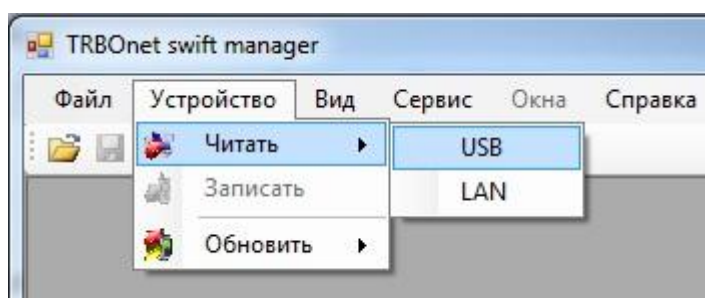 TRBOnet swift manager
Файл Устройство Вид Сервис Окна Справка
Читать USB
Записать LAN
Обновить